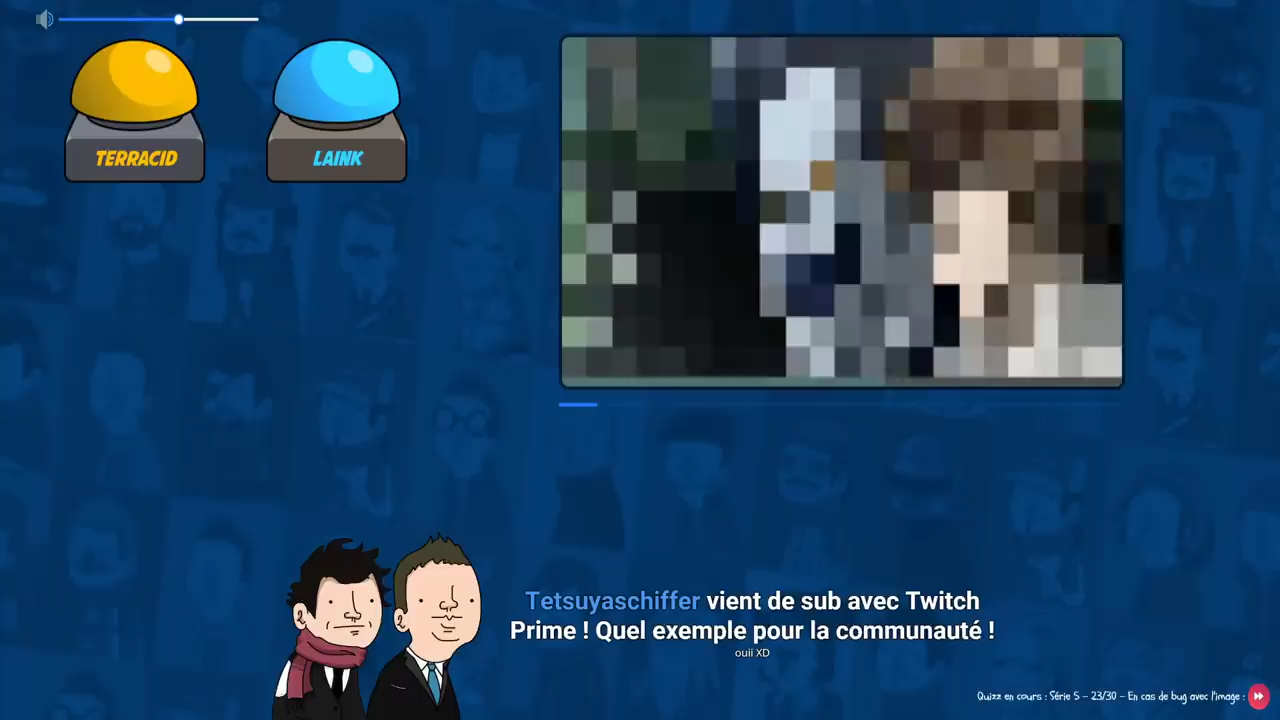 TERRACID
LAINK
Tetsuyaschiffer vient de sub avec Twitch
Prime ! Quel exemple pour la communauté !
ouii XD
Quizz en cours : Série S - 23/30 - En cas de bug avec l'image :